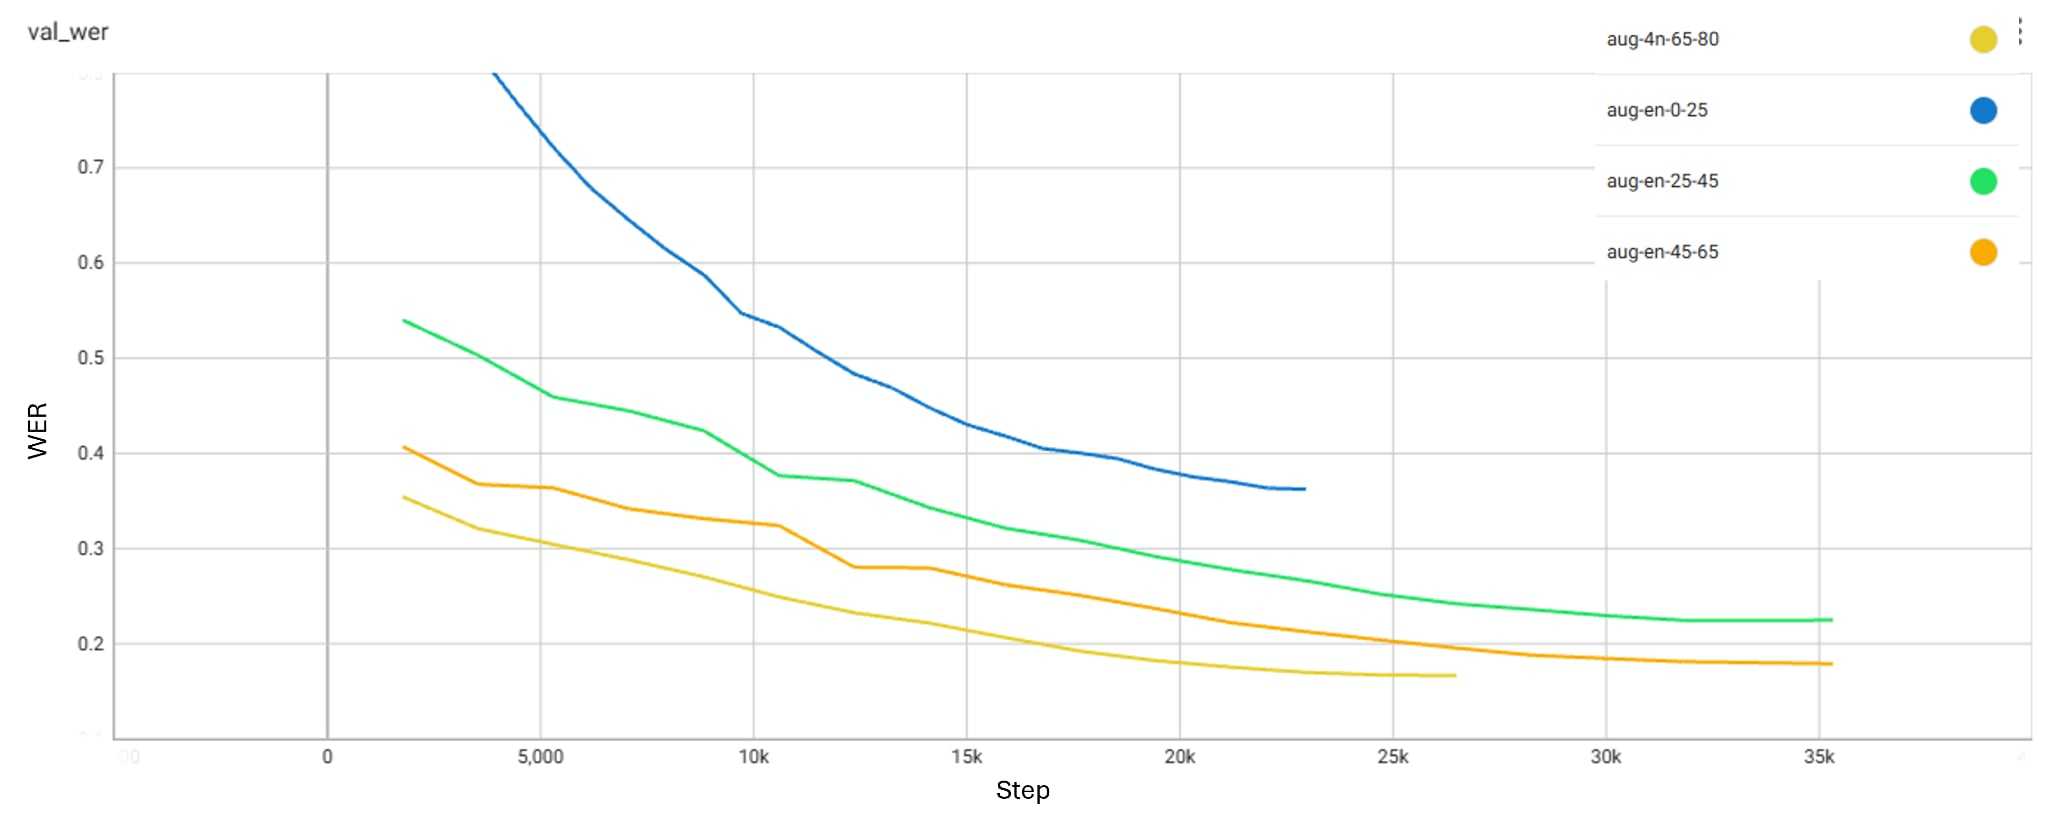 val_wer
aug-4n-65-80
aug-en-0-25
aug-en-25-45
aug-en-45-65
0.7
0.6
0.5
0.4
0.3
0.2
WER
0 5,000 10k 15k 20k 25k 30k 35k
Step